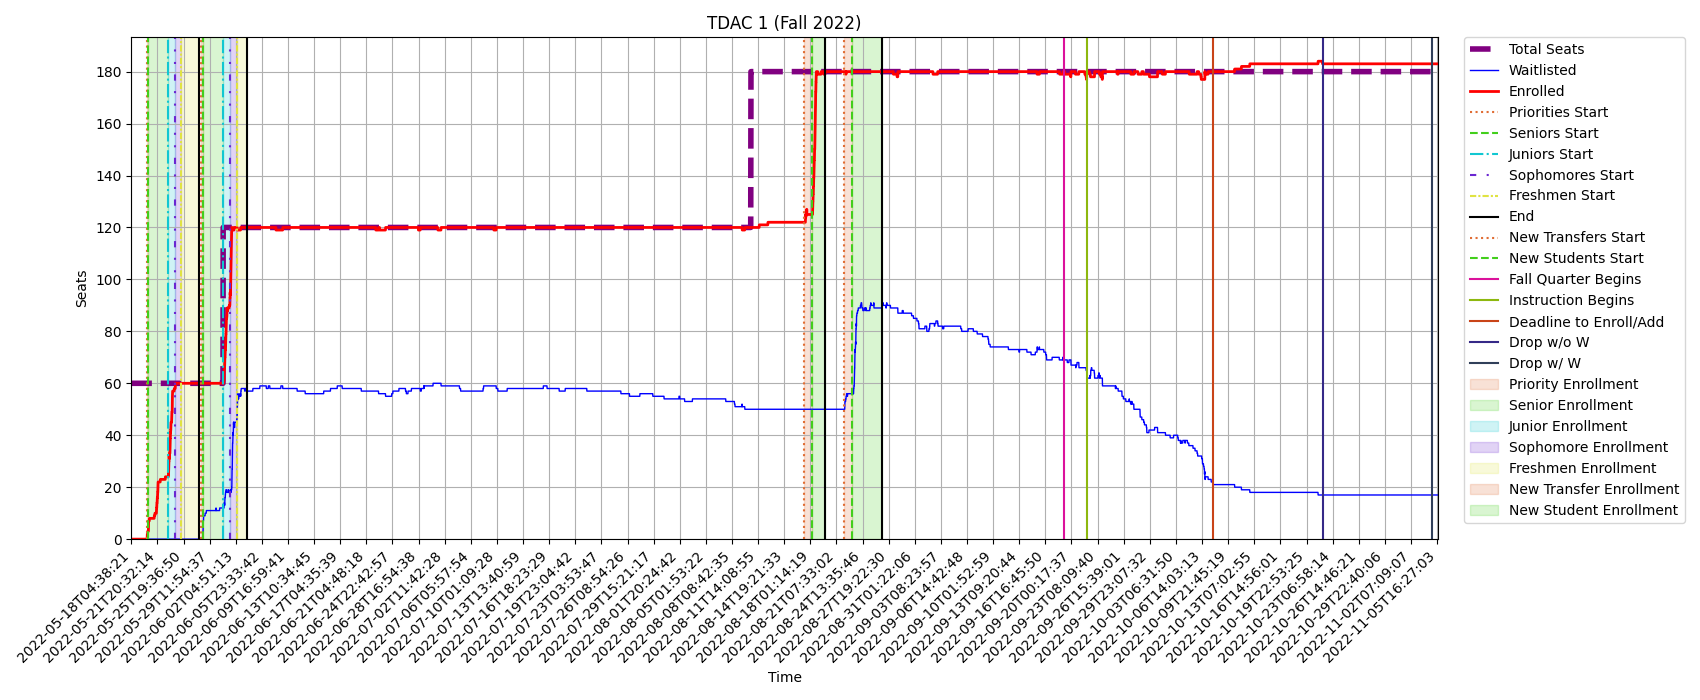 TDAC 1 (Fall 2022)
Seats
180
160
140
120
100
80
60
40
20
0
2022-05-18T04:38:21
2022-05-21T20:32:14
2022-05-25T19:36:50
2022-05-29T11:54:37
2022-06-02T04:51:13
2022-06-05T23:33:42
2022-06-09T16:59:41
2022-06-13T10:34:45
2022-06-17T04:35:39
2022-06-21T04:48:18
2022-06-24T22:42:57
2022-06-28T16:54:38
2022-07-02T11:42:28
2022-07-06T05:57:54
2022-07-10T01:09:28
2022-07-13T13:40:59
2022-07-16T18:23:29
2022-07-19T23:04:42
2022-07-23T03:53:47
2022-07-26T08:54:26
2022-07-29T15:21:17
2022-08-01T20:24:42
2022-08-05T01:53:22
2022-08-08T08:42:35
2022-08-11T14:08:55
2022-08-14T19:21:33
2022-08-18T01:14:19
2022-08-21T07:33:02
2022-08-24T13:35:46
2022-08-27T19:22:30
2022-08-31T01:22:06
2022-09-03T08:23:57
2022-09-06T14:42:48
2022-09-10T01:52:59
2022-09-13T09:20:44
2022-09-16T16:45:50
2022-09-20T00:17:37
2022-09-23T08:09:40
2022-09-26T15:39:01
2022-09-29T23:07:32
2022-10-03T06:31:50
2022-10-06T14:03:13
2022-10-09T21:45:19
2022-10-13T07:02:55
2022-10-16T14:56:01
2022-10-19T22:53:25
2022-10-23T06:58:14
2022-10-26T14:46:21
2022-10-29T22:40:06
2022-11-02T07:09:07
2022-11-05T16:27:03
Time
Total Seats
Waitlisted
Enrolled
Priorities Start
Seniors Start
Juniors Start
Sophomores Start
Freshmen Start
End
New Transfers Start
New Students Start
Fall Quarter Begins
Instruction Begins
Deadline to Enroll/Add
Drop w/o W
Drop w/ W
Priority Enrollment
Senior Enrollment
Junior Enrollment
Sophomore Enrollment
Freshmen Enrollment
New Transfer Enrollment
New Student Enrollment